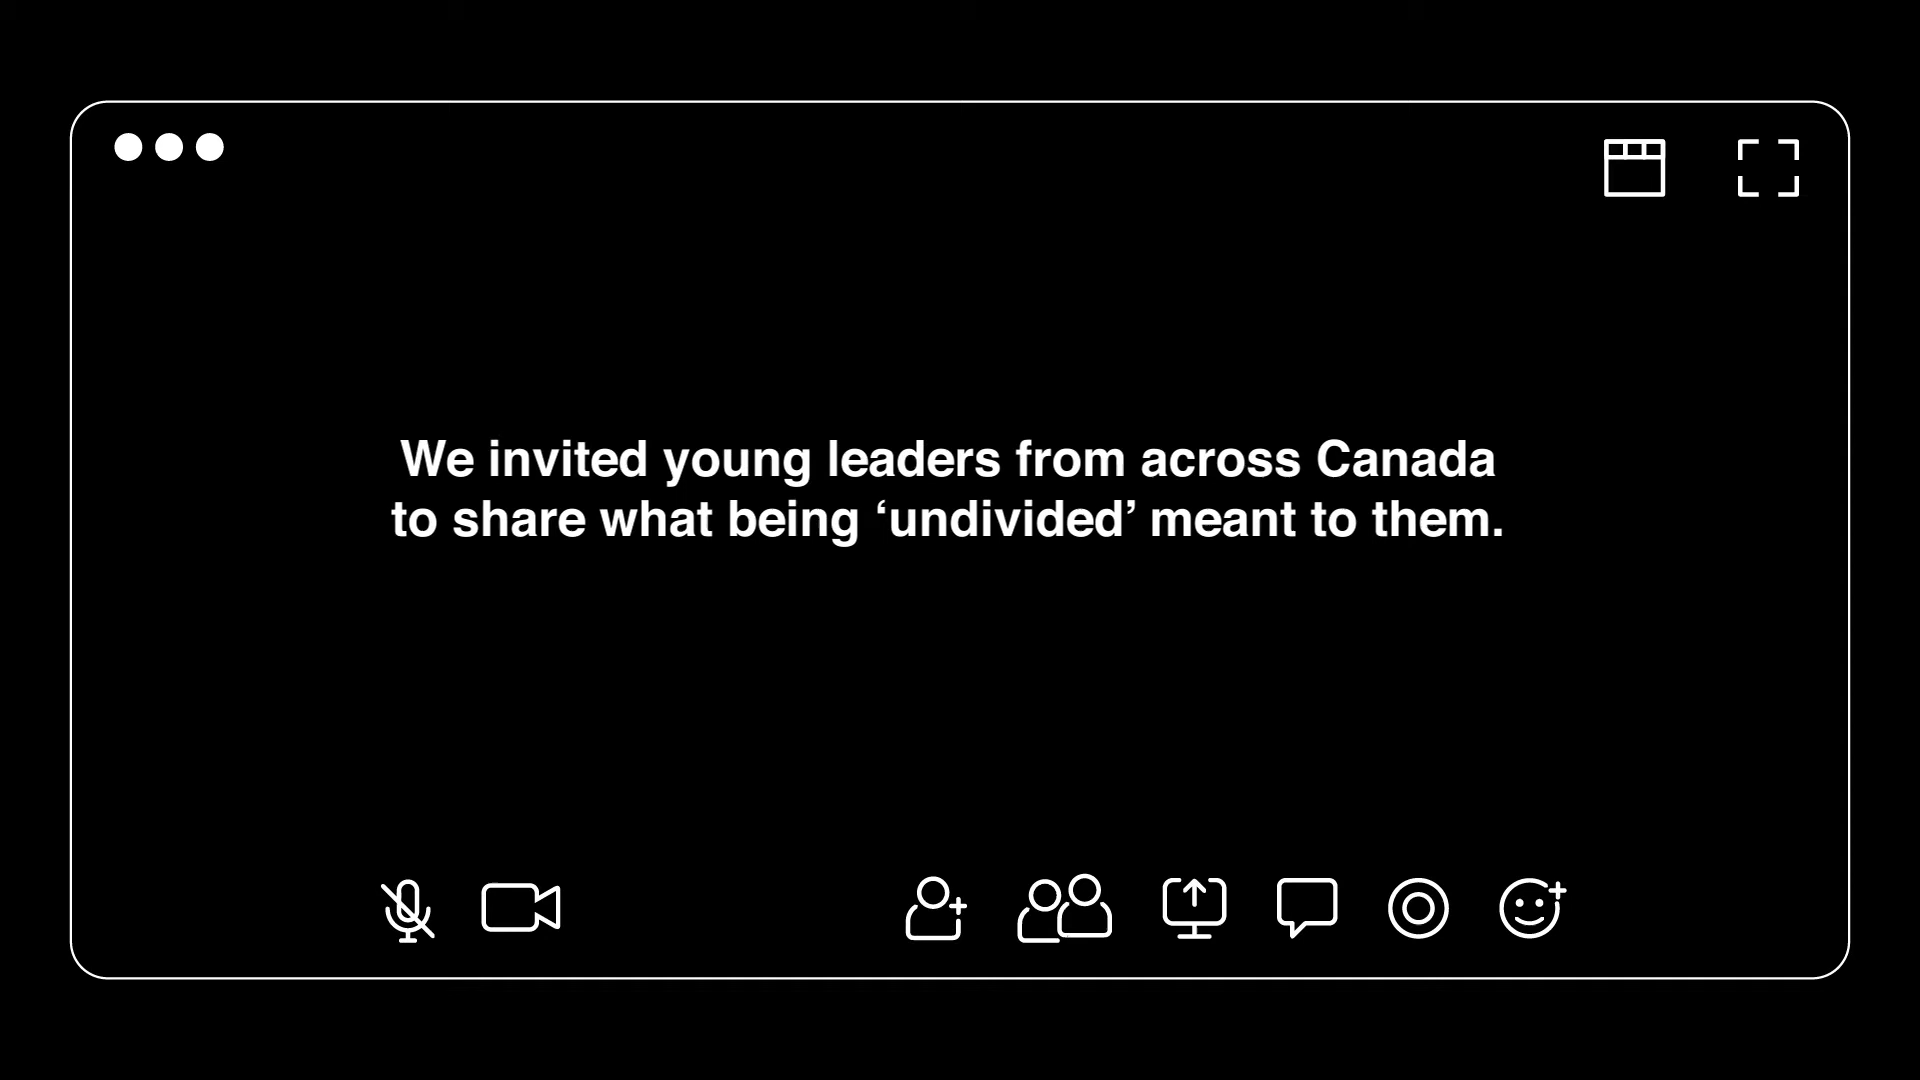 We invited young leaders from across Canada
to share what being ‘undivided’ meant to them.